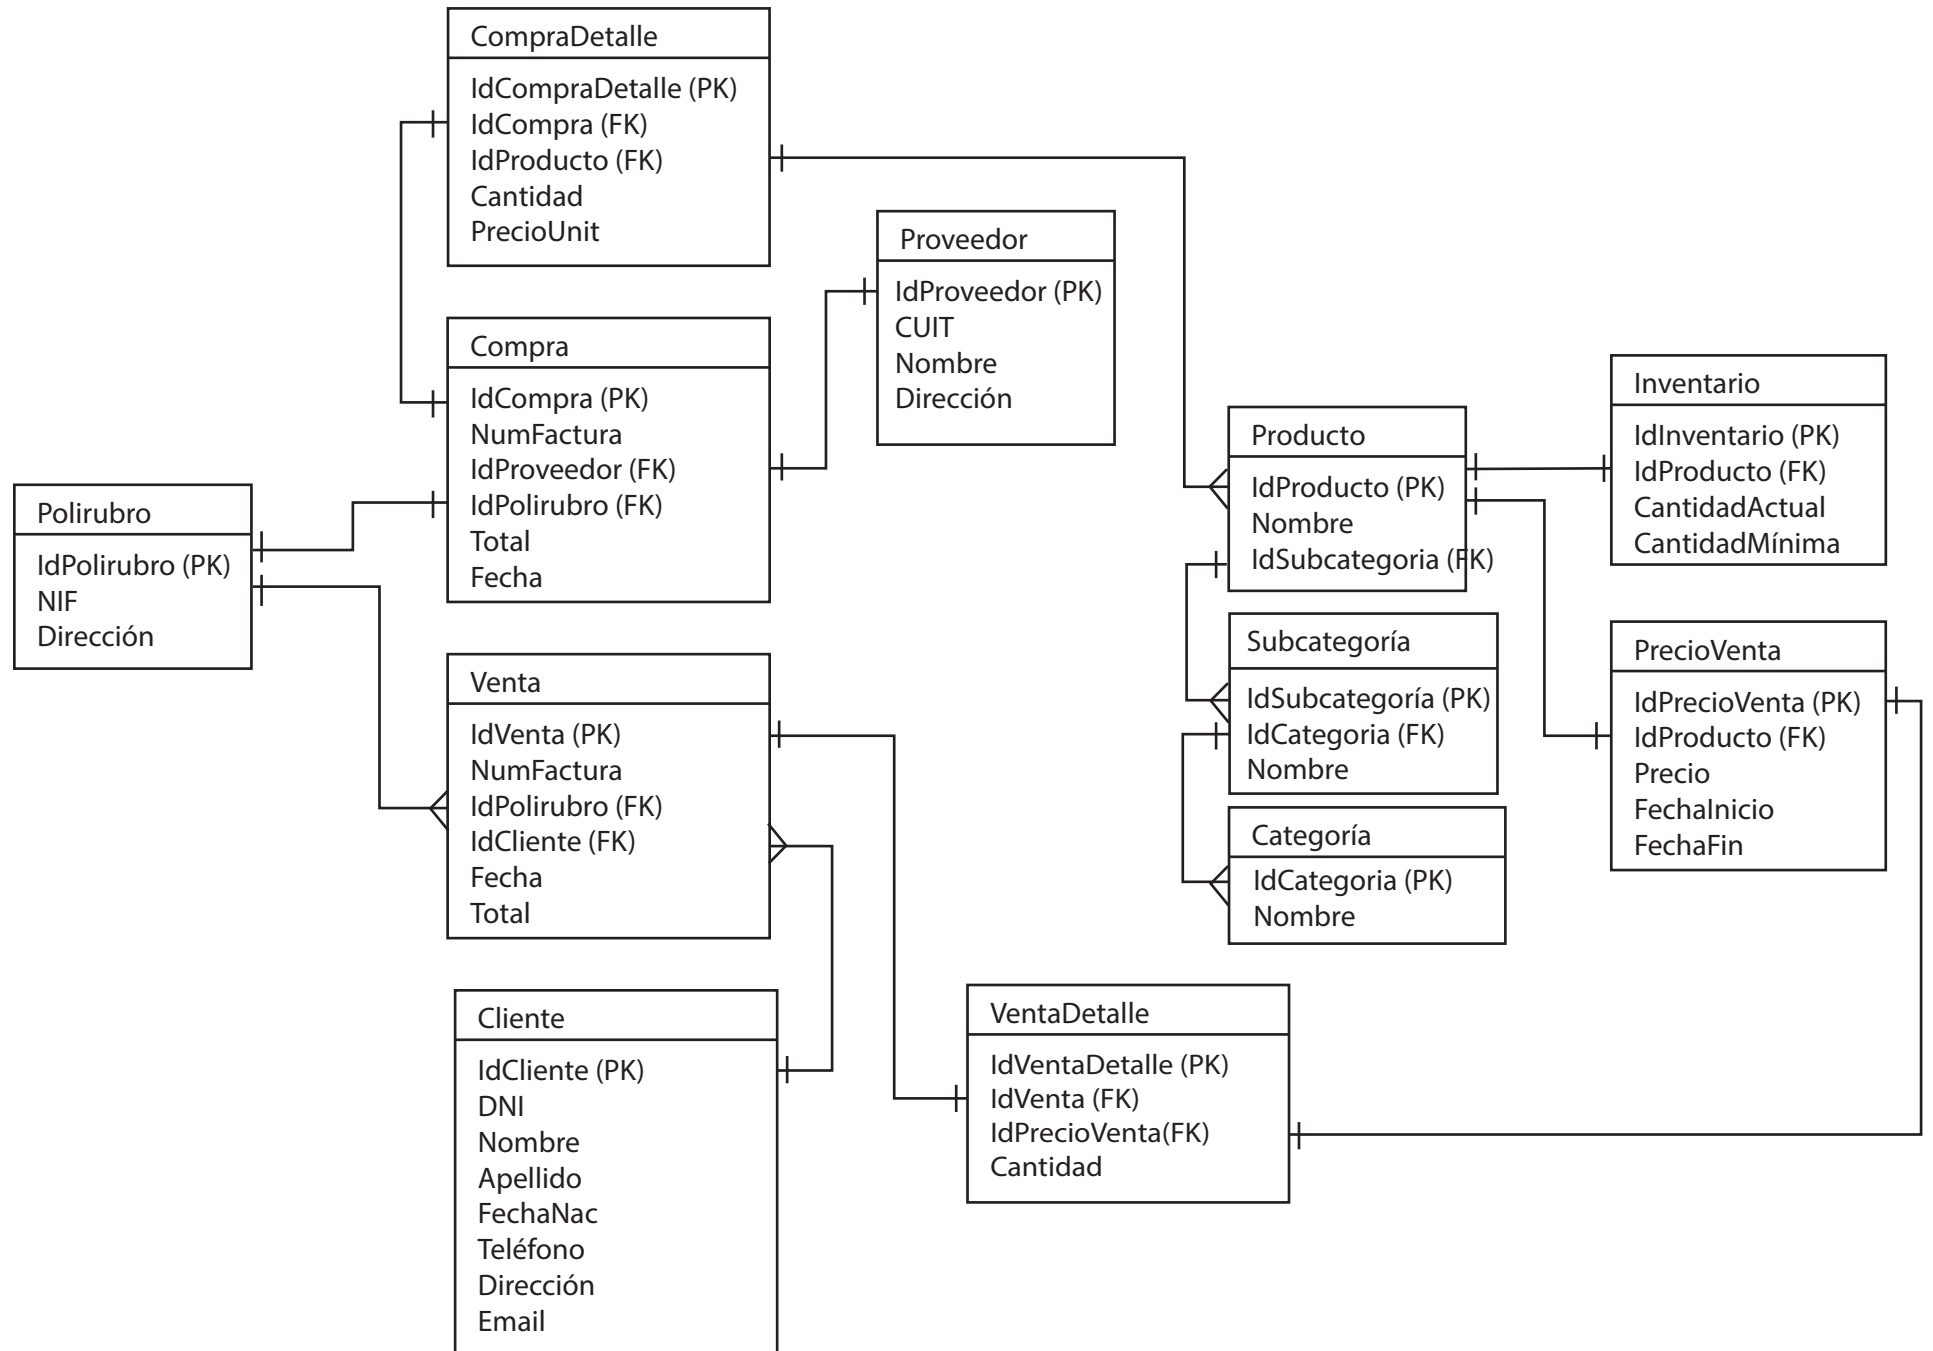 CompraDetalle
IdCompraDetalle (PK)
IdCompra (FK)
IdProducto (FK)
Cantidad
PrecioUnit
Proveedor
IdProveedor (PK)
CUIT
Nombre
Dirección
Compra
IdCompra (PK)
NumFactura
IdProveedor (FK)
IdPolirubro (FK)
Total
Fecha
Polirubro
IdPolirubro (PK)
NIF
Dirección
Producto
IdProducto (PK)
Nombre
IdSubcategoria (FK)
Inventario
IdInventario (PK)
IdProducto (FK)
CantidadActual
CantidadMínima
Subcategoría
IdSubcategoría (PK)
IdCategoria (FK)
Nombre
PrecioVenta
IdPrecioVenta (PK)
IdProducto (FK)
Precio
FechaInicio
FechaFin
Venta
IdVenta (PK)
NumFactura
IdPolirubro (FK)
IdCliente (FK)
Fecha
Total
Categoría
IdCategoria (PK)
Nombre
Cliente
IdCliente (PK)
DNI
Nombre
Apellido
FechaNac
Teléfono
Dirección
Email
VentaDetalle
IdVentaDetalle (PK)
IdVenta (FK)
IdPrecioVenta(FK)
Cantidad